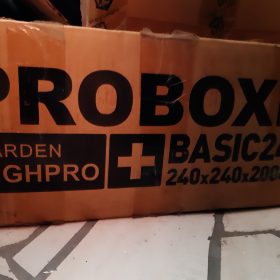 PROBOX
ARDEN
GHPRO
BASIC24
240x240x200